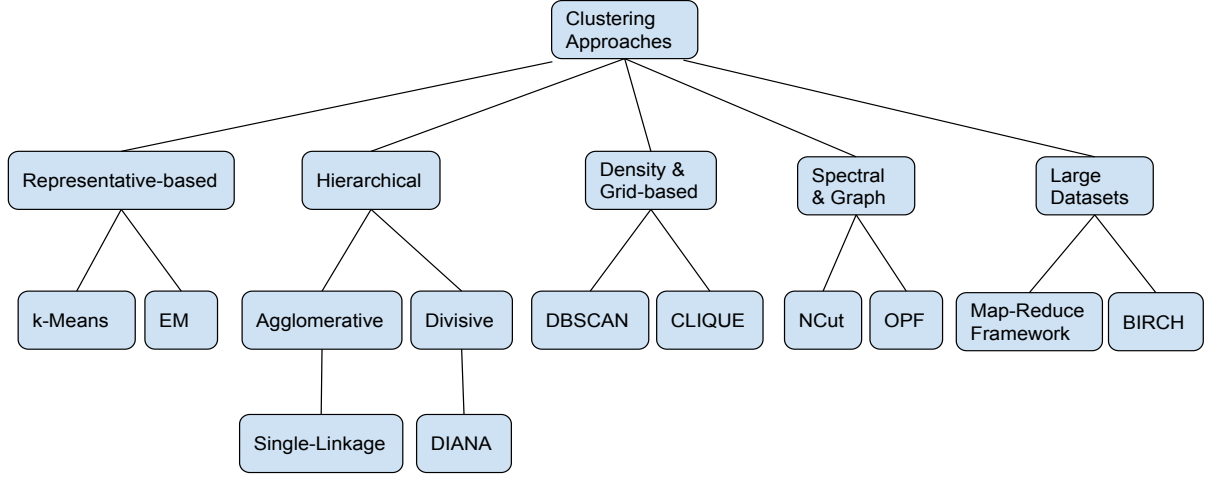 Clustering
Approaches
Representative-based
Hierarchical
Density &
Grid-based
Spectral
& Graph
Large
Datasets
k-Means
EM
Agglomerative
Divisive
DBSCAN
CLIQUE
NCut
OPF
Map-Reduce
Framework
BIRCH
Single-Linkage
DIANA